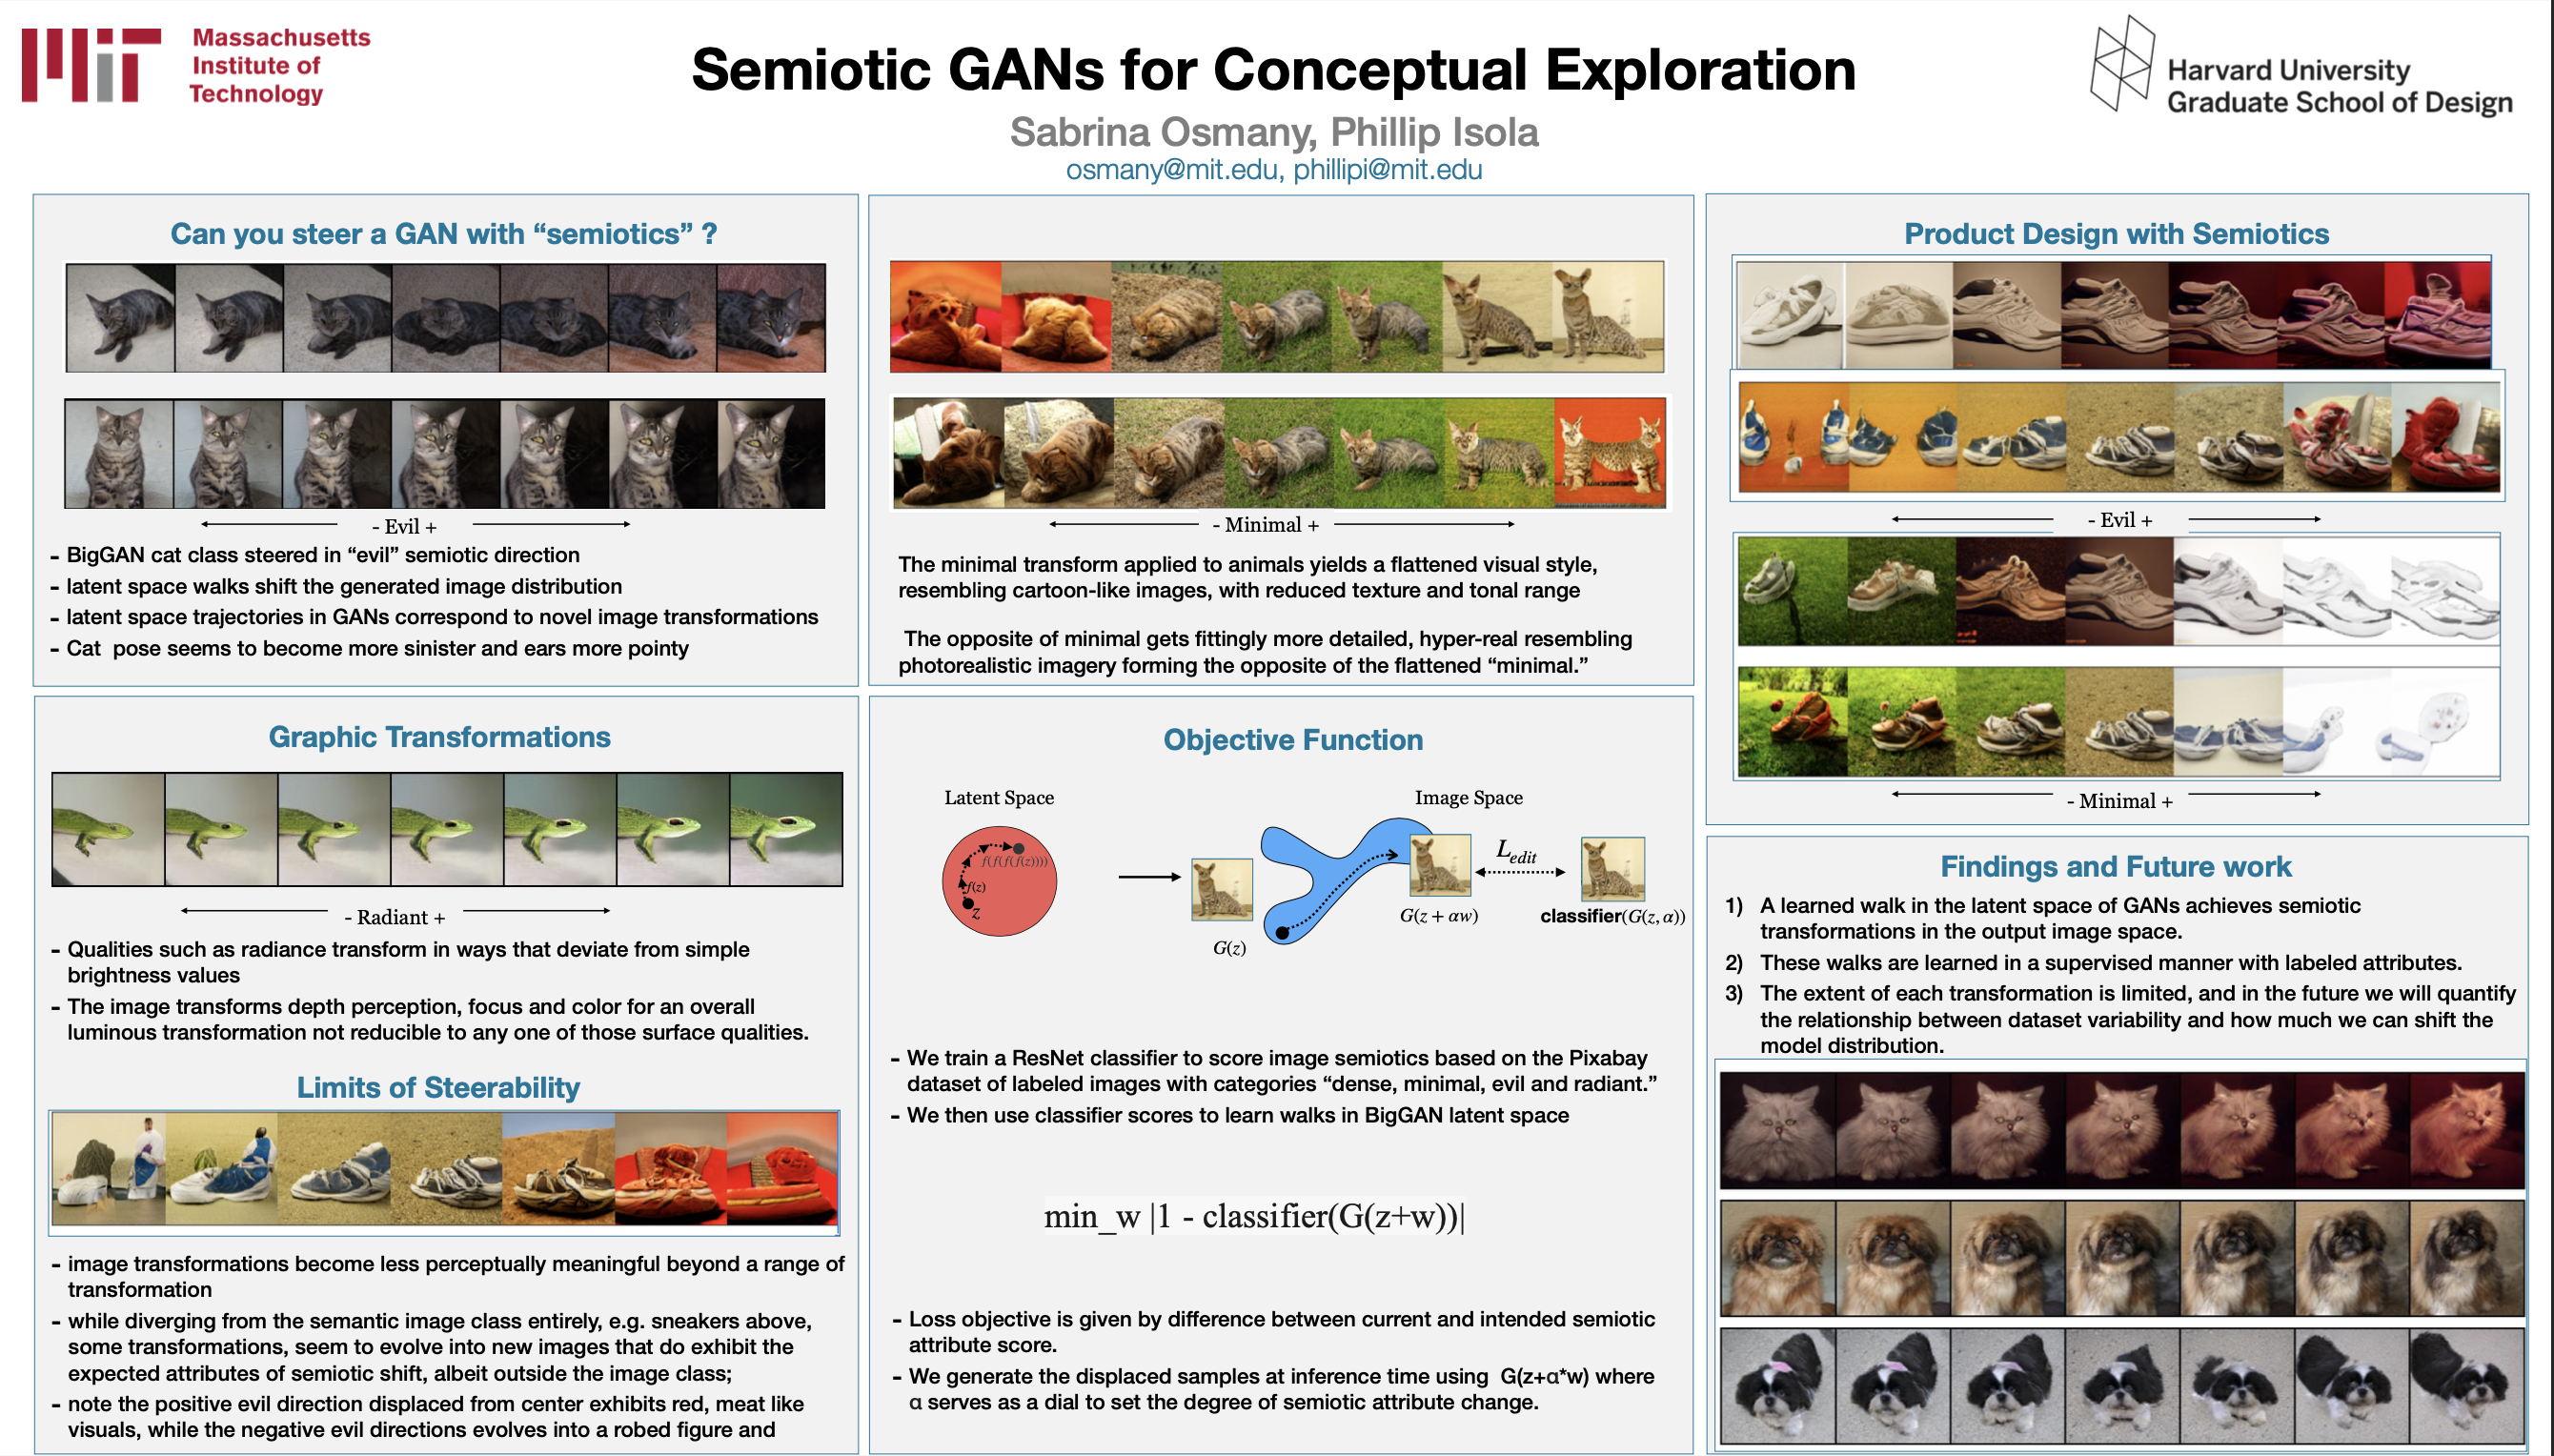 Massachusetts
Institute of
Technology
Semiotic GANs for Conceptual Exploration
Sabrina Osmany, Phillip Isola
osmany@mit.edu, phillipi@mit.edu
Harvard University
Graduate School of Design
Can you steer a GAN with “semiotics” ?
- Evil +
- BigGAN cat class steered in “evil” semiotic direction
- latent space walks shift the generated image distribution
- latent space trajectories in GANs correspond to novel image transformations
- Cat pose seems to become more sinister and ears more pointy
Graphic Transformations
- Radiant +
- Qualities such as radiance transform in ways that deviate from simple
brightness values
- The image transforms depth perception, focus and color for an overall
luminous transformation not reducible to any one of those surface qualities.
Limits of Steerability
- image transformations become less perceptually meaningful beyond a range of
transformation
- while diverging from the semantic image class entirely, e.g. sneakers above,
some transformations, seem to evolve into new images that do exhibit the
expected attributes of semiotic shift, albeit outside the image class;
- note the positive evil direction displaced from center exhibits red, meat like
visuals, while the negative evil directions evolves into a robed figure and
- Minimal +
The minimal transform applied to animals yields a flattened visual style,
resembling cartoon-like images, with reduced texture and tonal range
The opposite of minimal gets fittingly more detailed, hyper-real resembling
photorealistic imagery forming the opposite of the flattened “minimal.”
Objective Function
Latent Space
Image Space
f(f(f(f(z))))
f(z)
z
G(z)
L_edit
G(z + αw)
classifier(G(z, α))
- We train a ResNet classifier to score image semiotics based on the Pixabay
dataset of labeled images with categories “dense, minimal, evil and radiant.”
- We then use classifier scores to learn walks in BigGAN latent space
min_w |1 - classifier(G(z+w))|
- Loss objective is given by difference between current and intended semiotic
attribute score.
- We generate the displaced samples at inference time using G(z+α*w) where
α serves as a dial to set the degree of semiotic attribute change.
Product Design with Semiotics
- Evil +
- Minimal +
Findings and Future work
1) A learned walk in the latent space of GANs achieves semiotic
transformations in the output image space.
2) These walks are learned in a supervised manner with labeled attributes.
3) The extent of each transformation is limited, and in the future we will quantify
the relationship between dataset variability and how much we can shift the
model distribution.